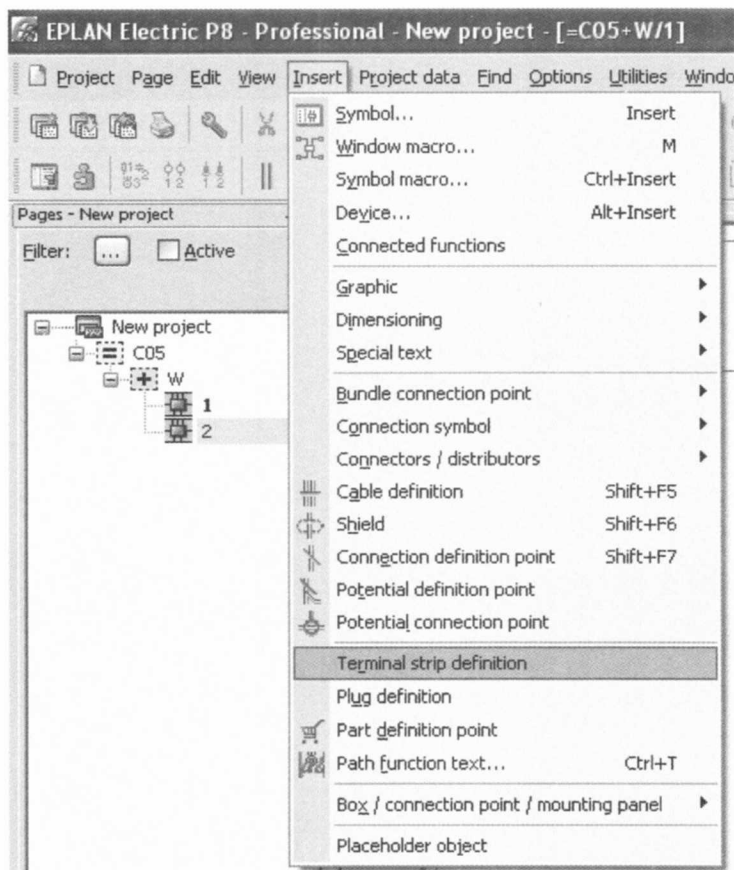 EPLAN Electric P8 - Professional - New project - [=C05+W/1]
Project Page Edit View Insert Project data Find Options Utilities Windo
Pages - New project
Filter: ... Active
New project
C05
W
1
2
Symbol... Insert
Window macro... M
Symbol macro... Ctrl+Insert
Device... Alt+Insert
Connected functions
Graphic
Dimensioning
Special text
Bundle connection point
Connection symbol
Connectors / distributors
Cable definition Shift+F5
Shield Shift+F6
Connection definition point Shift+F7
Potential definition point
Potential connection point
Terminal strip definition
Plug definition
Part definition point
Path function text... Ctrl+T
Box / connection point / mounting panel
Placeholder object